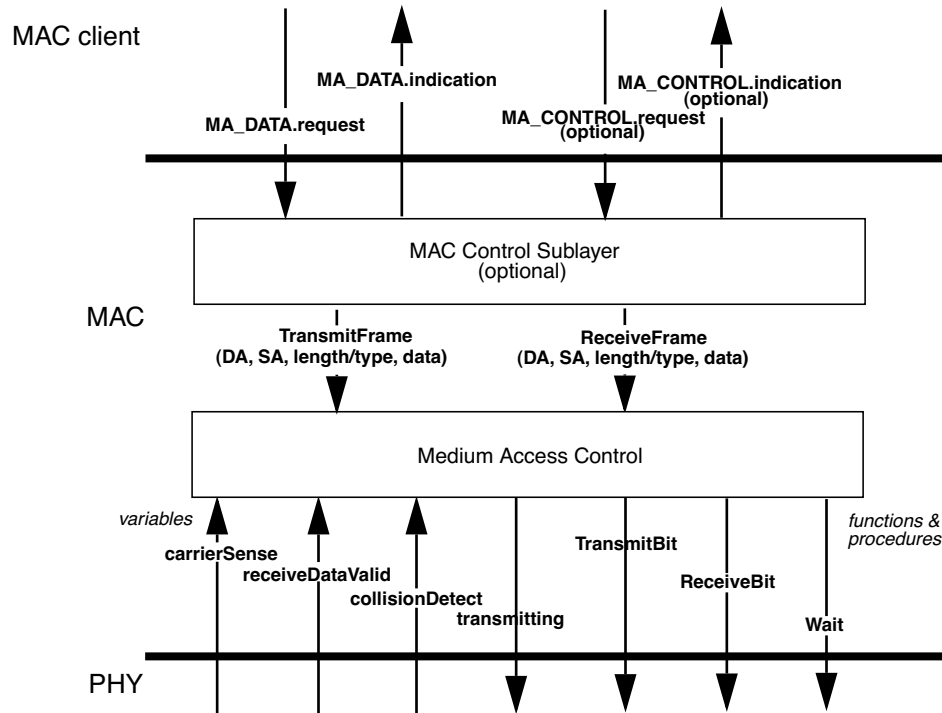 MAC client
MA_DATA.indication
MA_CONTROL.indication
(optional)
MA_DATA.request
MA_CONTROL.request
(optional)
MAC Control Sublayer
(optional)
MAC
TransmitFrame
(DA, SA, length/type, data)
ReceiveFrame
(DA, SA, length/type, data)
Medium Access Control
variables
functions &
procedures
carrierSense
receiveDataValid
collisionDetect
transmitting
TransmitBit
ReceiveBit
Wait
PHY